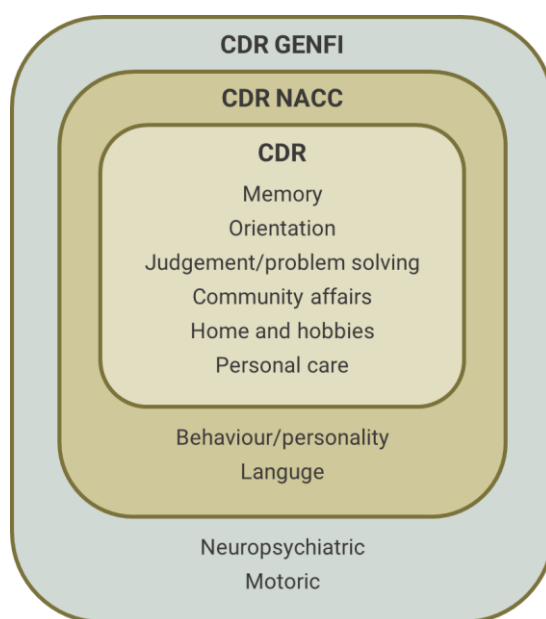 CDR GENFI
CDR NACC
CDR
Memory
Orientation
Judgement/problem solving
Community affairs
Home and hobbies
Personal care
Behaviour/personality
Languge
Neuropsychiatric
Motoric